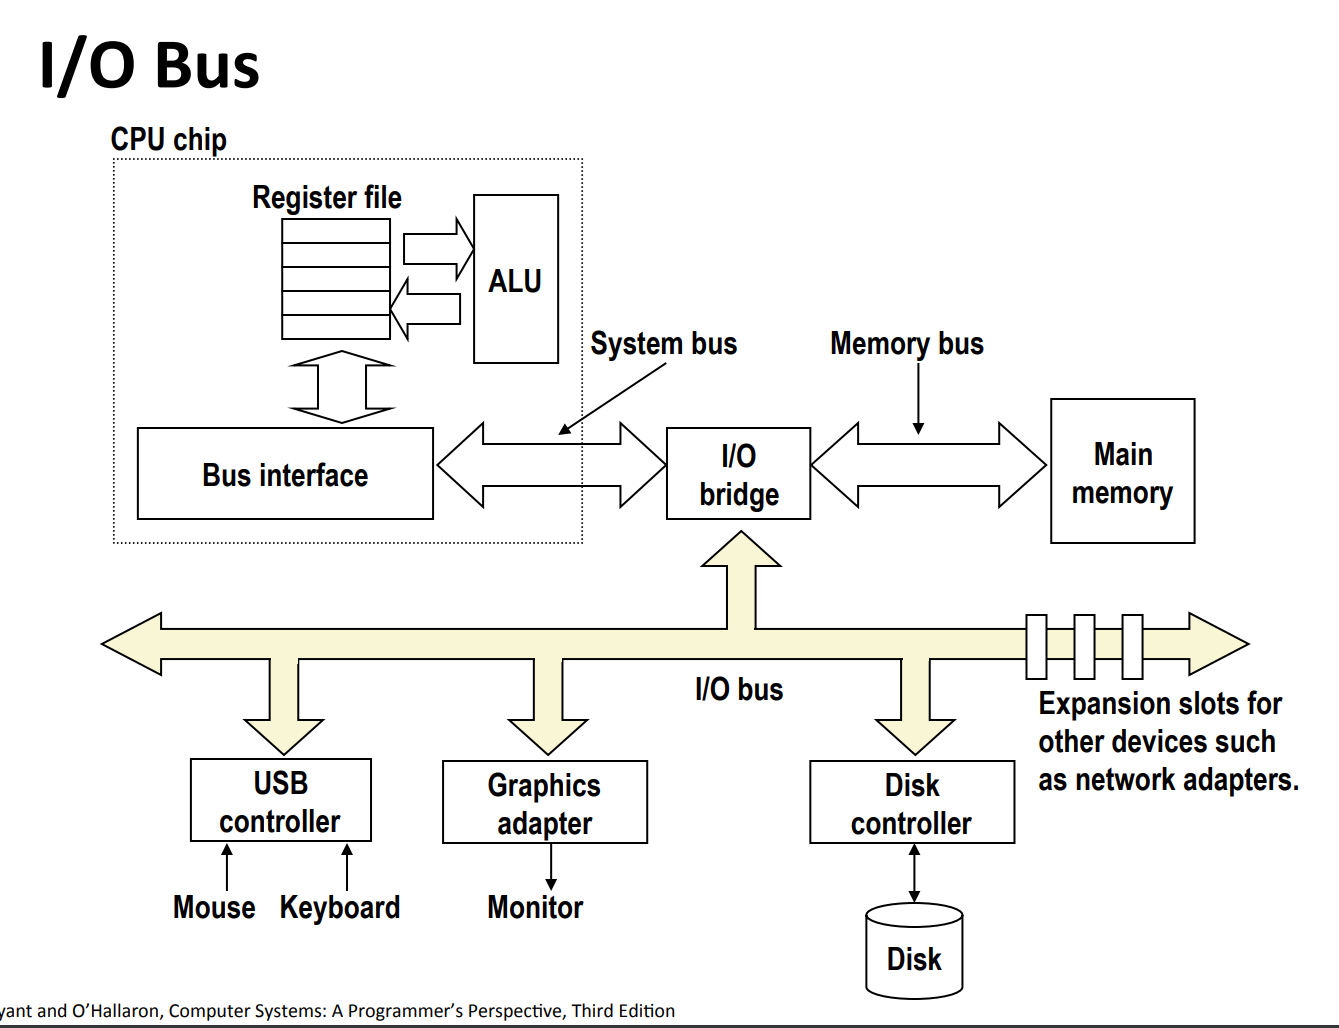 I/O Bus
CPU chip
Register file
ALU
System bus
Memory bus
Bus interface
I/O
bridge
Main
memory
I/O bus
Expansion slots for
other devices such
as network adapters.
USB
controller
Graphics
adapter
Disk
controller
Mouse
Keyboard
Monitor
Disk
and O’Hallaron, Computer Systems: A Programmer’s Perspective, Third Edition